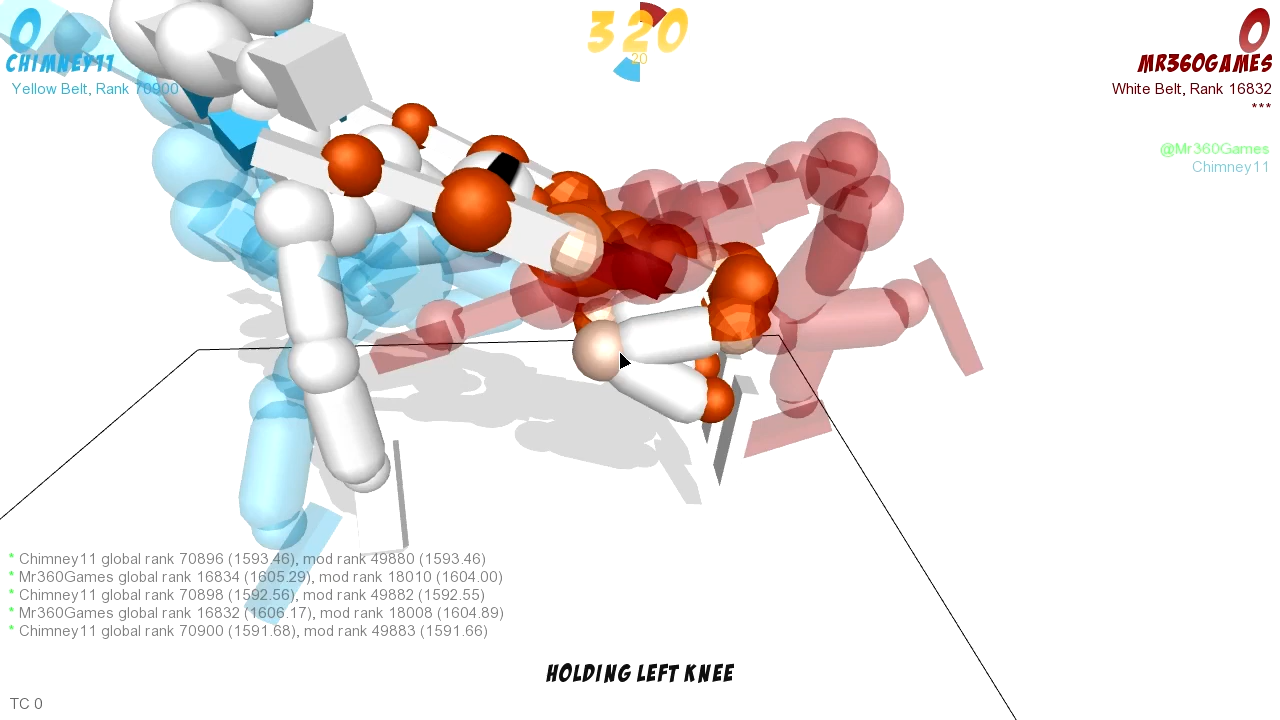 0
CHIMNEY11
Yellow Belt, Rank 70900
320
20
0
MR360GAMES
White Belt, Rank 16832
***
@Mr360Games
Chimney11
* Chimney11 global rank 70896 (1593.46), mod rank 49880 (1593.46)
* Mr360Games global rank 16834 (1605.29), mod rank 18010 (1604.00)
* Chimney11 global rank 70898 (1592.56), mod rank 49882 (1592.55)
* Mr360Games global rank 16832 (1606.17), mod rank 18008 (1604.89)
* Chimney11 global rank 70900 (1591.68), mod rank 49883 (1591.66)
HOLDING LEFT KNEE
TC 0